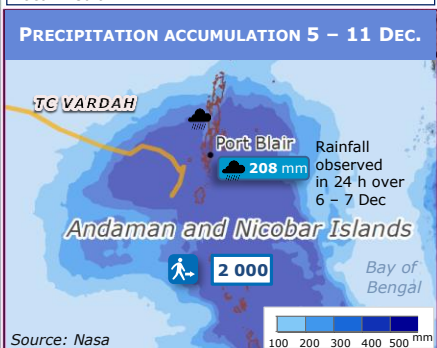 PRECIPITATION ACCUMULATION 5 – 11 DEC.
TC VARDAH
Port Blair
208 mm
Rainfall
observed
in 24 h over
6 – 7 Dec
Andaman and Nicobar Islands
2 000
Bay of
Bengal
100 200 300 400 500 mm
Source: Nasa